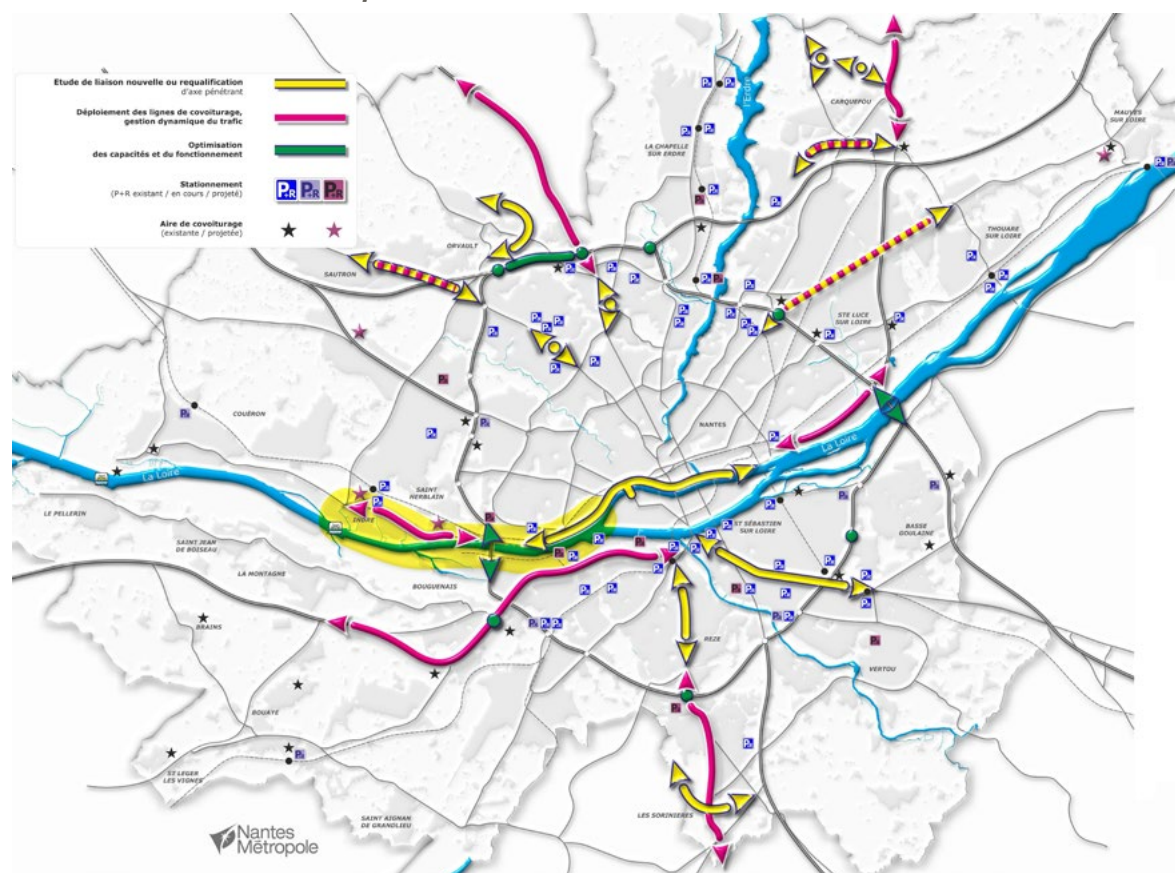 Etude de liaison nouvelle ou requalification
d'axe pénétrant
Déploiement des lignes de covoiturage,
gestion dynamique du trafic
Optimisation
des capacités et du fonctionnement
Stationnement
(P+R existant / en cours / projeté)
P+R P+R P+R
Aire de covoiturage
(existante / projetée)
l'Erdre
CARQUEFOU
MAUVES
SUR LOIRE
LA CHAPELLE
SUR ERDRE
ORVAULT
THOUARE
SUR LOIRE
SAUTRON
STE LUCE
SUR LOIRE
COUËRON
NANTES
La Loire
La Loire
SAINT
HERBLAIN
LE PELLERIN
INDRE
ST SÉBASTIEN
SUR LOIRE
BASSE
GOULAINE
SAINT JEAN
DE BOISEAU
LA MONTAGNE
BOUGUENAIS
BRAINS
REZE
VERTOU
BOUAYE
ST LEGER
LES VIGNES
SAINT AIGNAN
DE GRANDLIEU
LES SORINIERES
Nantes
Métropole